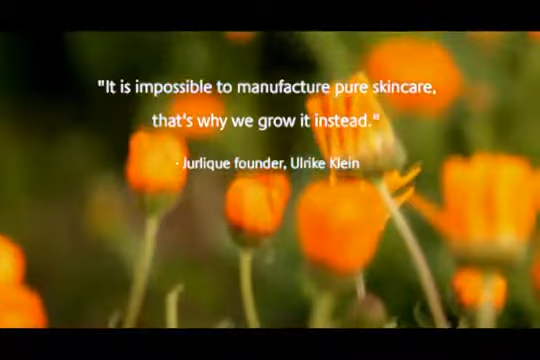 "It is impossible to manufacture pure skincare,
that's why we grow it instead."
- Jurlique founder, Ulrike Klein